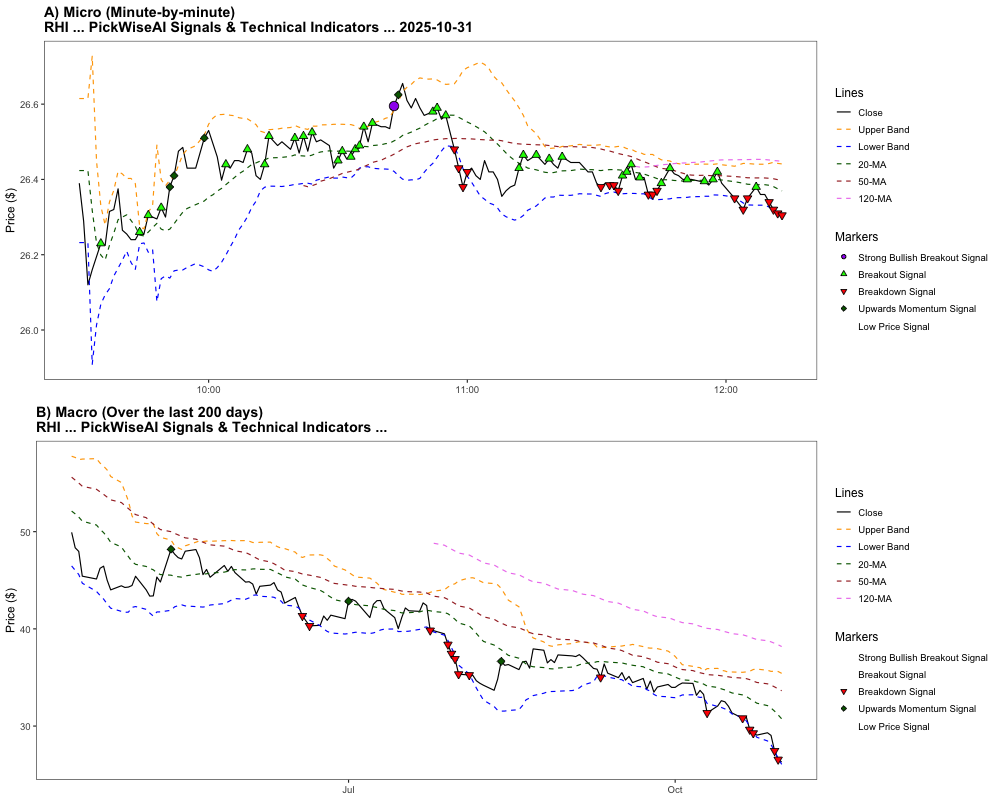 A) Micro (Minute-by-minute)
RHI ... PickWiseAI Signals & Technical Indicators ... 2025-10-31
Price ($)
26.6
26.4
26.2
26.0
10:00
11:00
12:00
Lines
Close
Upper Band
Lower Band
20-MA
50-MA
120-MA
Markers
Strong Bullish Breakout Signal
Breakout Signal
Breakdown Signal
Upwards Momentum Signal
Low Price Signal
B) Macro (Over the last 200 days)
RHI ... PickWiseAI Signals & Technical Indicators ...
Price ($)
50
40
30
Jul
Oct
Lines
Close
Upper Band
Lower Band
20-MA
50-MA
120-MA
Markers
Strong Bullish Breakout Signal
Breakout Signal
Breakdown Signal
Upwards Momentum Signal
Low Price Signal